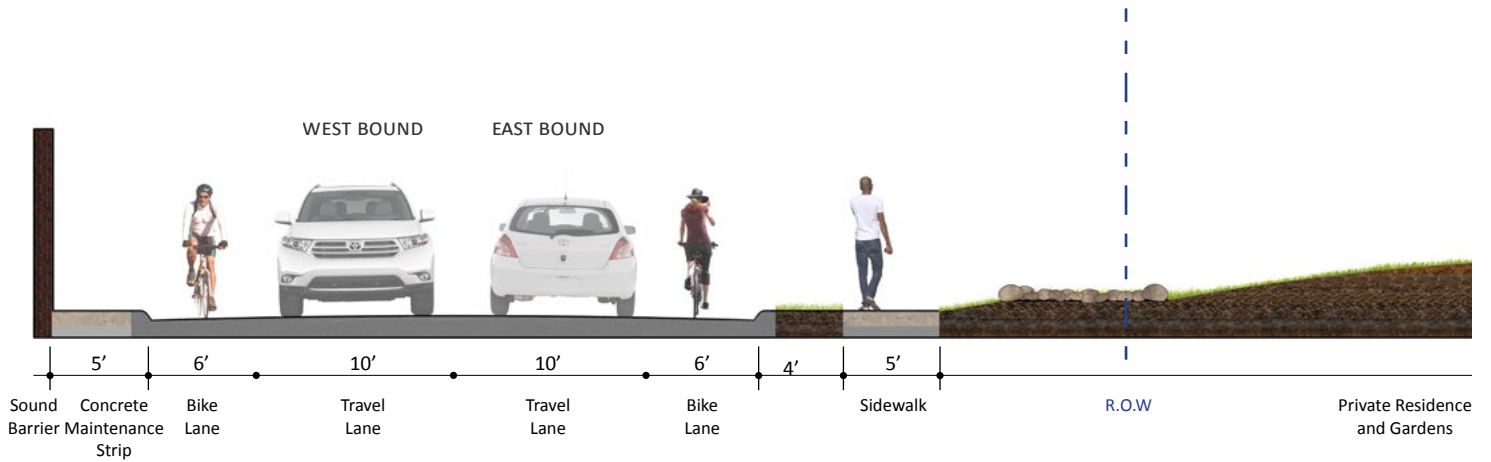 WEST BOUND EAST BOUND
5’ 6’ 10’ 10’ 6’ 4’ 5’
Sound Barrier
Concrete Maintenance Strip
Bike Lane
Travel Lane
Travel Lane
Bike Lane
Sidewalk
R.O.W
Private Residence and Gardens